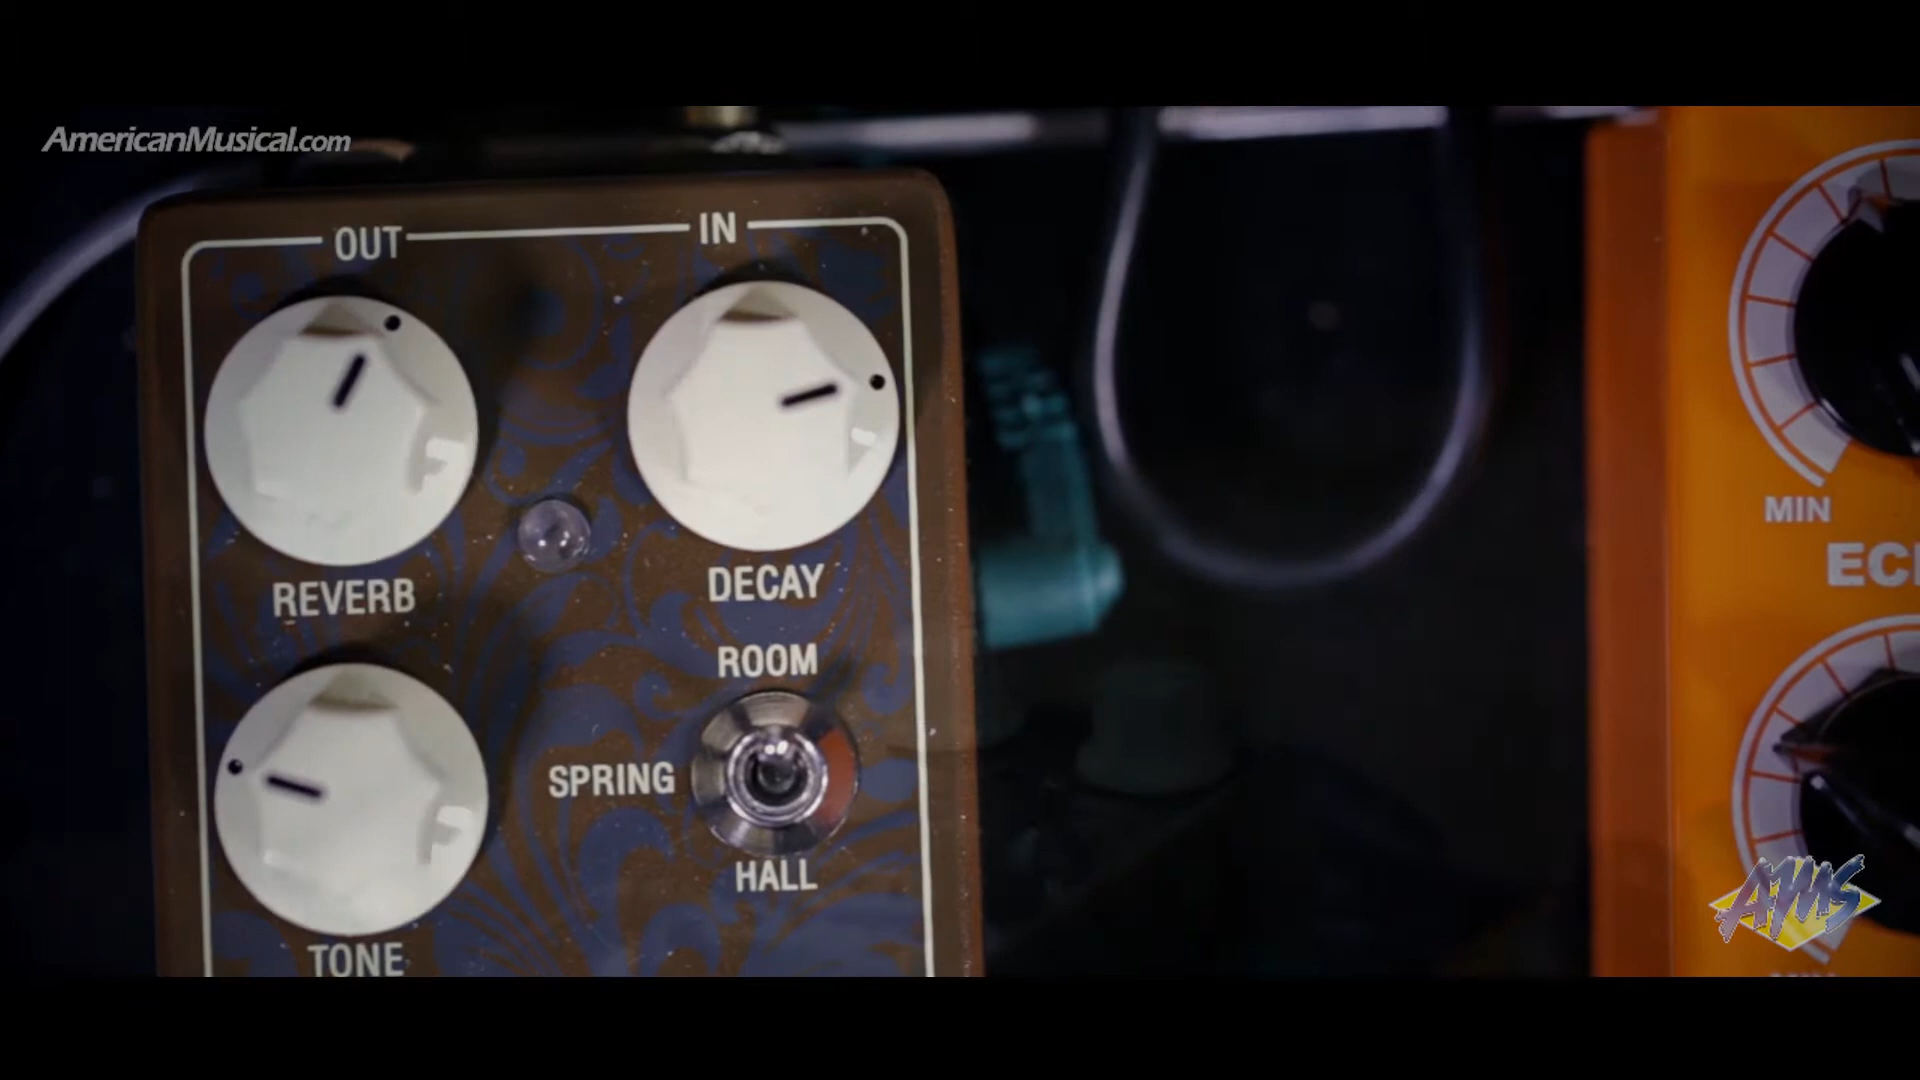 AmericanMusical.com
OUT IN
REVERB
DECAY
ROOM
SPRING
HALL
TONE
MIN
AMS